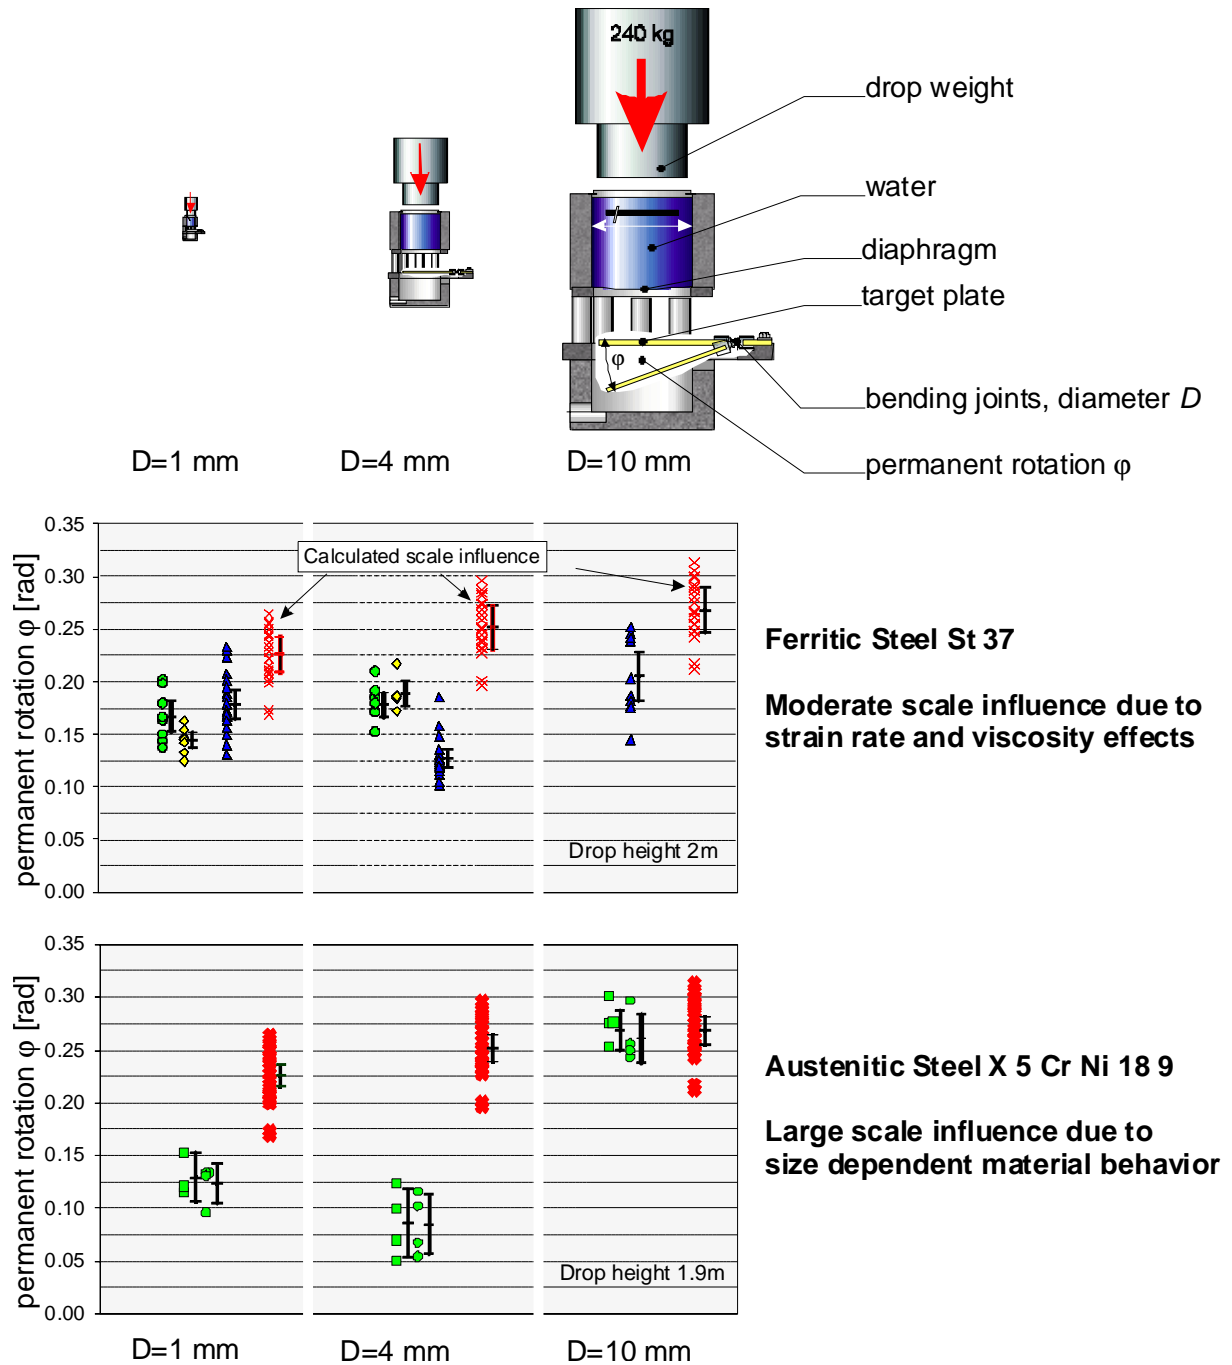 240 kg
drop weight
water
diaphragm
target plate
φ
bending joints, diameter D
permanent rotation φ
D=1 mm
D=4 mm
D=10 mm
permanent rotation φ [rad]
0.35
0.30
0.25
0.20
0.15
0.10
0.05
0.00
Calculated scale influence
Drop height 2m
Ferritic Steel St 37
Moderate scale influence due to
strain rate and viscosity effects
permanent rotation φ [rad]
0.35
0.30
0.25
0.20
0.15
0.10
0.05
0.00
Drop height 1.9m
Austenitic Steel X 5 Cr Ni 18 9
Large scale influence due to
size dependent material behavior
D=1 mm
D=4 mm
D=10 mm